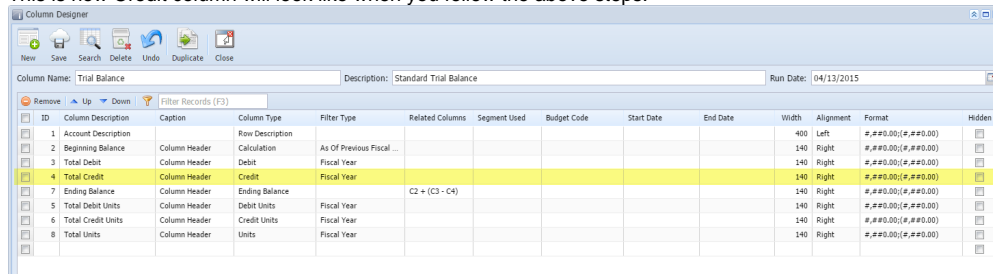 This is how Credit column will look like when you follow the above steps.
Column Designer
New Save Search Delete Undo Duplicate Close
Column Name: Trial Balance Description: Standard Trial Balance Run Date: 04/13/2015
Remove Up Down Filter Records (F3)
ID Column Description Caption Column Type Filter Type Related Columns Segment Used Budget Code Start Date End Date Width Alignment Format Hidden
1 Account Description Row Description 400 Left #,##0.00;(#,##0.00)
2 Beginning Balance Column Header Calculation As Of Previous Fiscal ... 140 Right #,##0.00;(#,##0.00)
3 Total Debit Column Header Debit Fiscal Year 140 Right #,##0.00;(#,##0.00)
4 Total Credit Column Header Credit Fiscal Year 140 Right #,##0.00;(#,##0.00)
7 Ending Balance Column Header Ending Balance C2 + (C3 - C4) 140 Right #,##0.00;(#,##0.00)
5 Total Debit Units Column Header Debit Units Fiscal Year 140 Right #,##0.00;(#,##0.00)
6 Total Credit Units Column Header Credit Units Fiscal Year 140 Right #,##0.00;(#,##0.00)
8 Total Units Column Header Units Fiscal Year 140 Right #,##0.00;(#,##0.00)